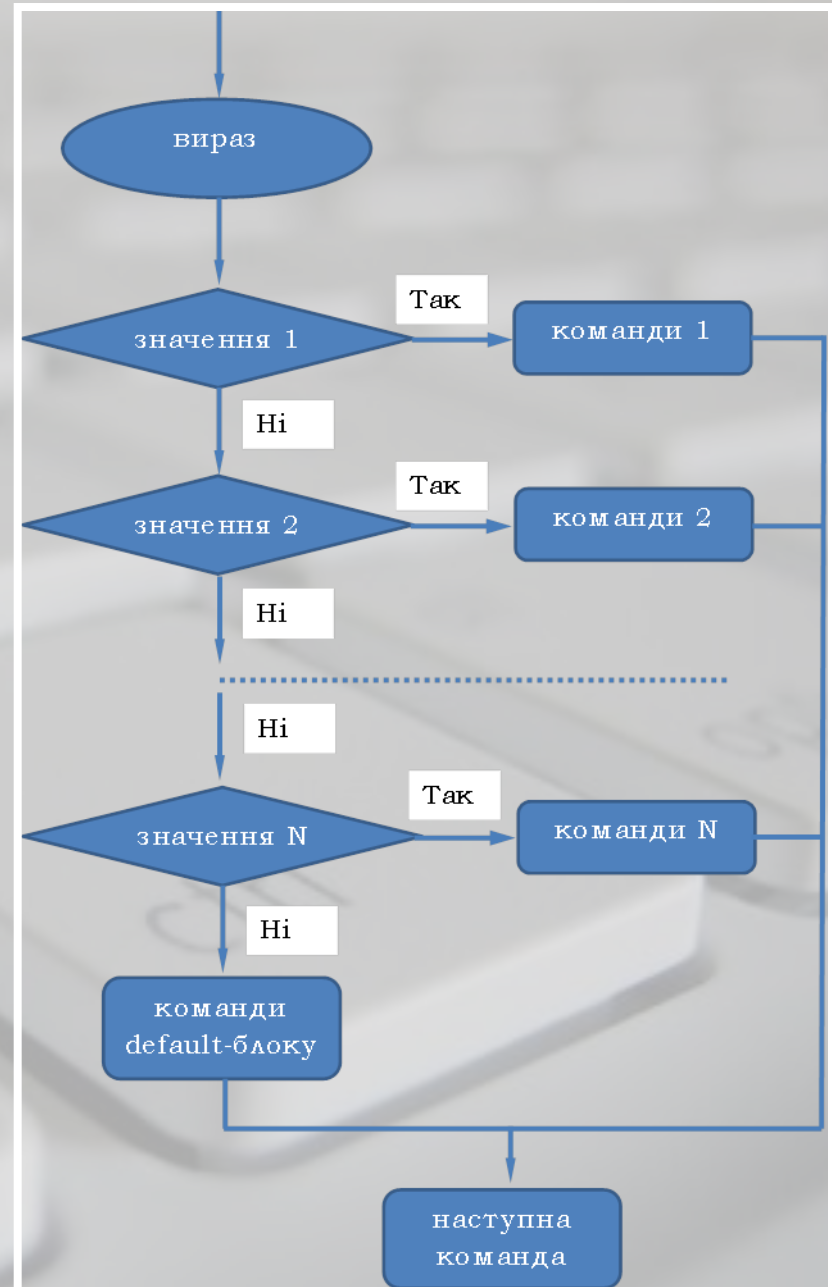 вираз
значення 1
Так
команди 1
Ні
значення 2
Так
команди 2
Ні
Ні
значення N
Так
команди N
Ні
команди
default-блоку
наступна
команда